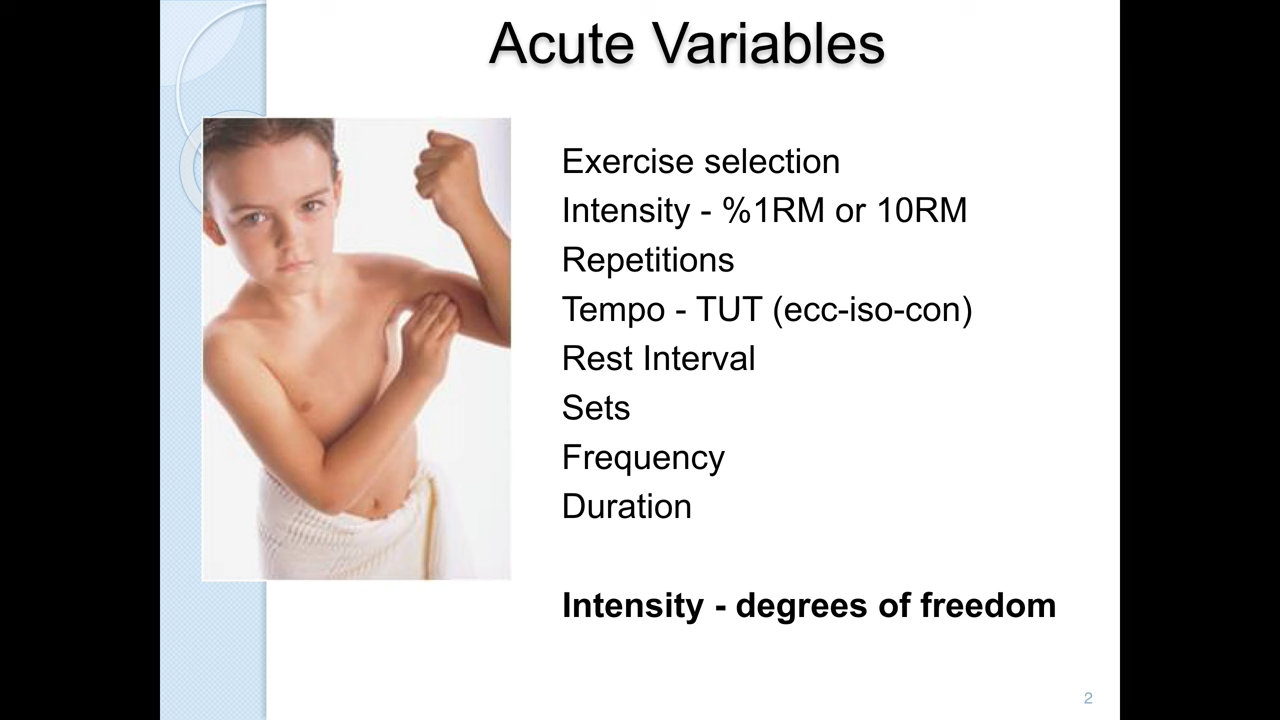 Acute Variables
Exercise selection
Intensity - %1RM or 10RM
Repetitions
Tempo - TUT (ecc-iso-con)
Rest Interval
Sets
Frequency
Duration
Intensity - degrees of freedom
2